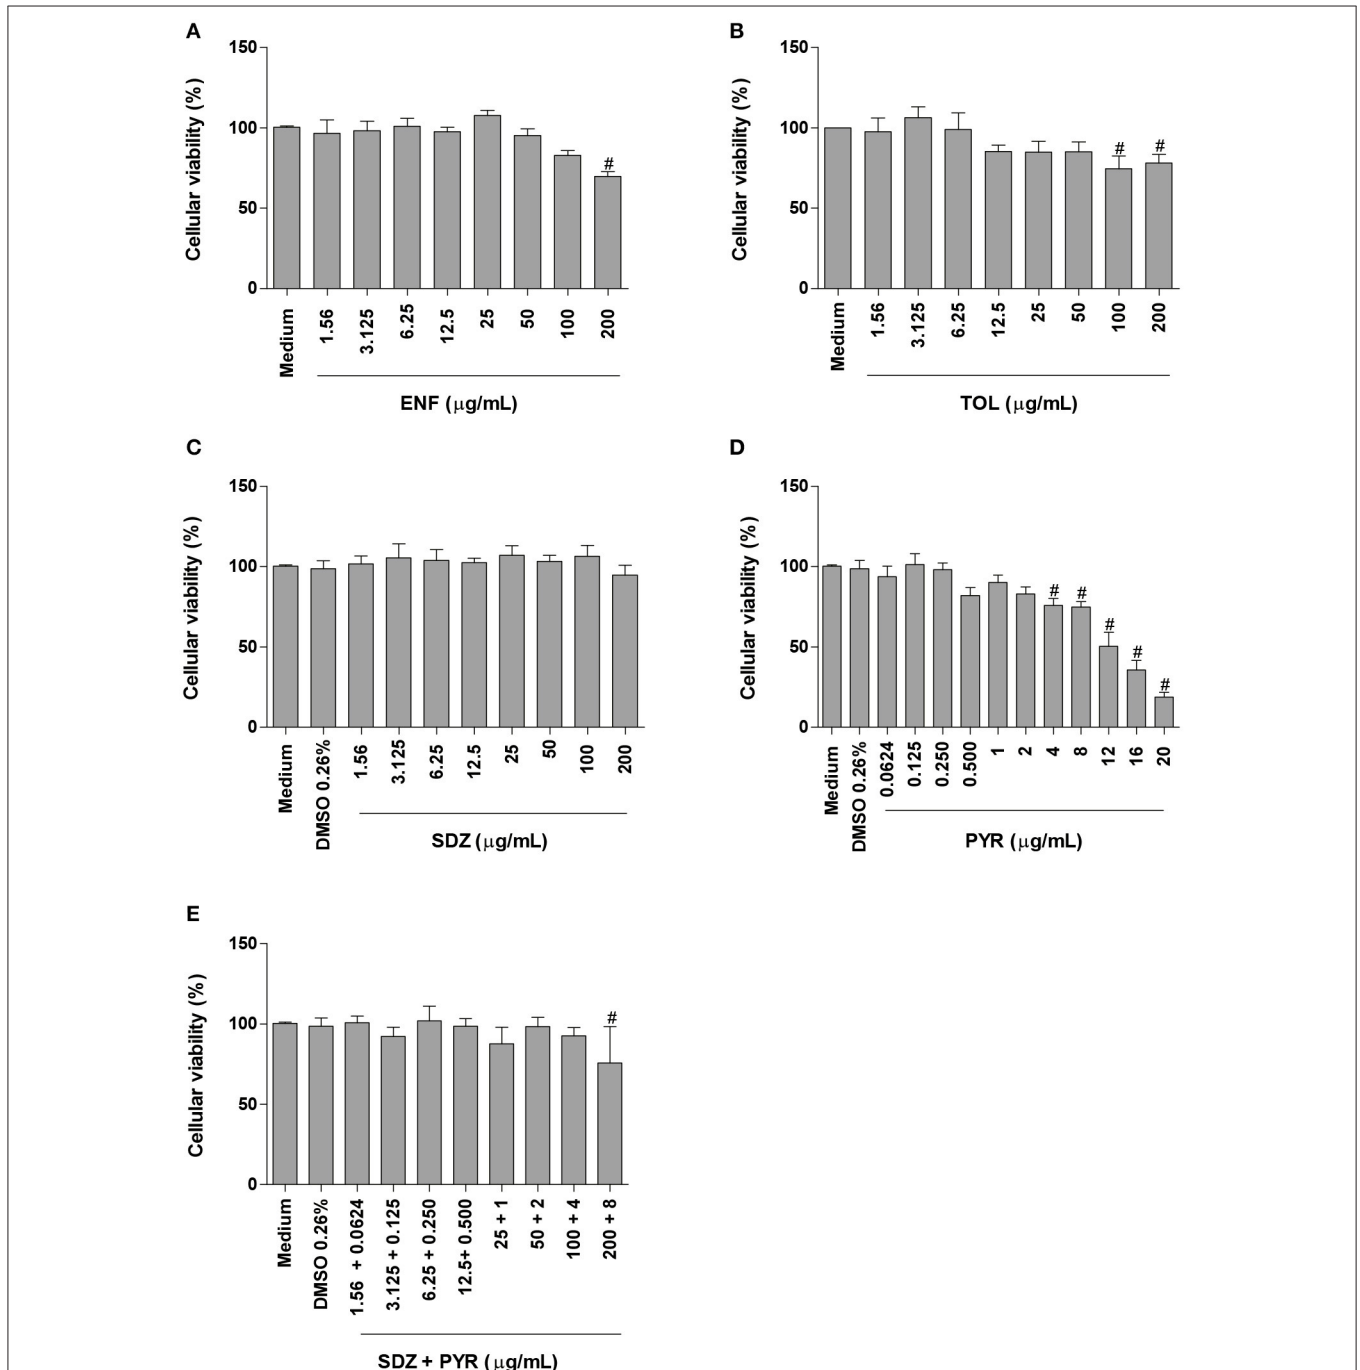 A
Cellular viability (%)
150
100
50
0
#
Medium
1.56
3.125
6.25
12.5
25
50
100
200
ENF (μg/mL)
B
Cellular viability (%)
150
100
50
0
# #
Medium
1.56
3.125
6.25
12.5
25
50
100
200
TOL (μg/mL)
C
Cellular viability (%)
150
100
50
0
Medium
DMSO 0.26%
1.56
3.125
6.25
12.5
25
50
100
200
SDZ (μg/mL)
D
Cellular viability (%)
150
100
50
0
# # # # #
Medium
DMSO 0.26%
0.0624
0.125
0.250
0.500
1
2
4
8
12
16
20
PYR (μg/mL)
E
Cellular viability (%)
150
100
50
0
#
Medium
DMSO 0.26%
1.56 + 0.0624
3.125 + 0.125
6.25 + 0.250
12.5+ 0.500
25 + 1
50 + 2
100 + 4
200 + 8
SDZ + PYR (μg/mL)